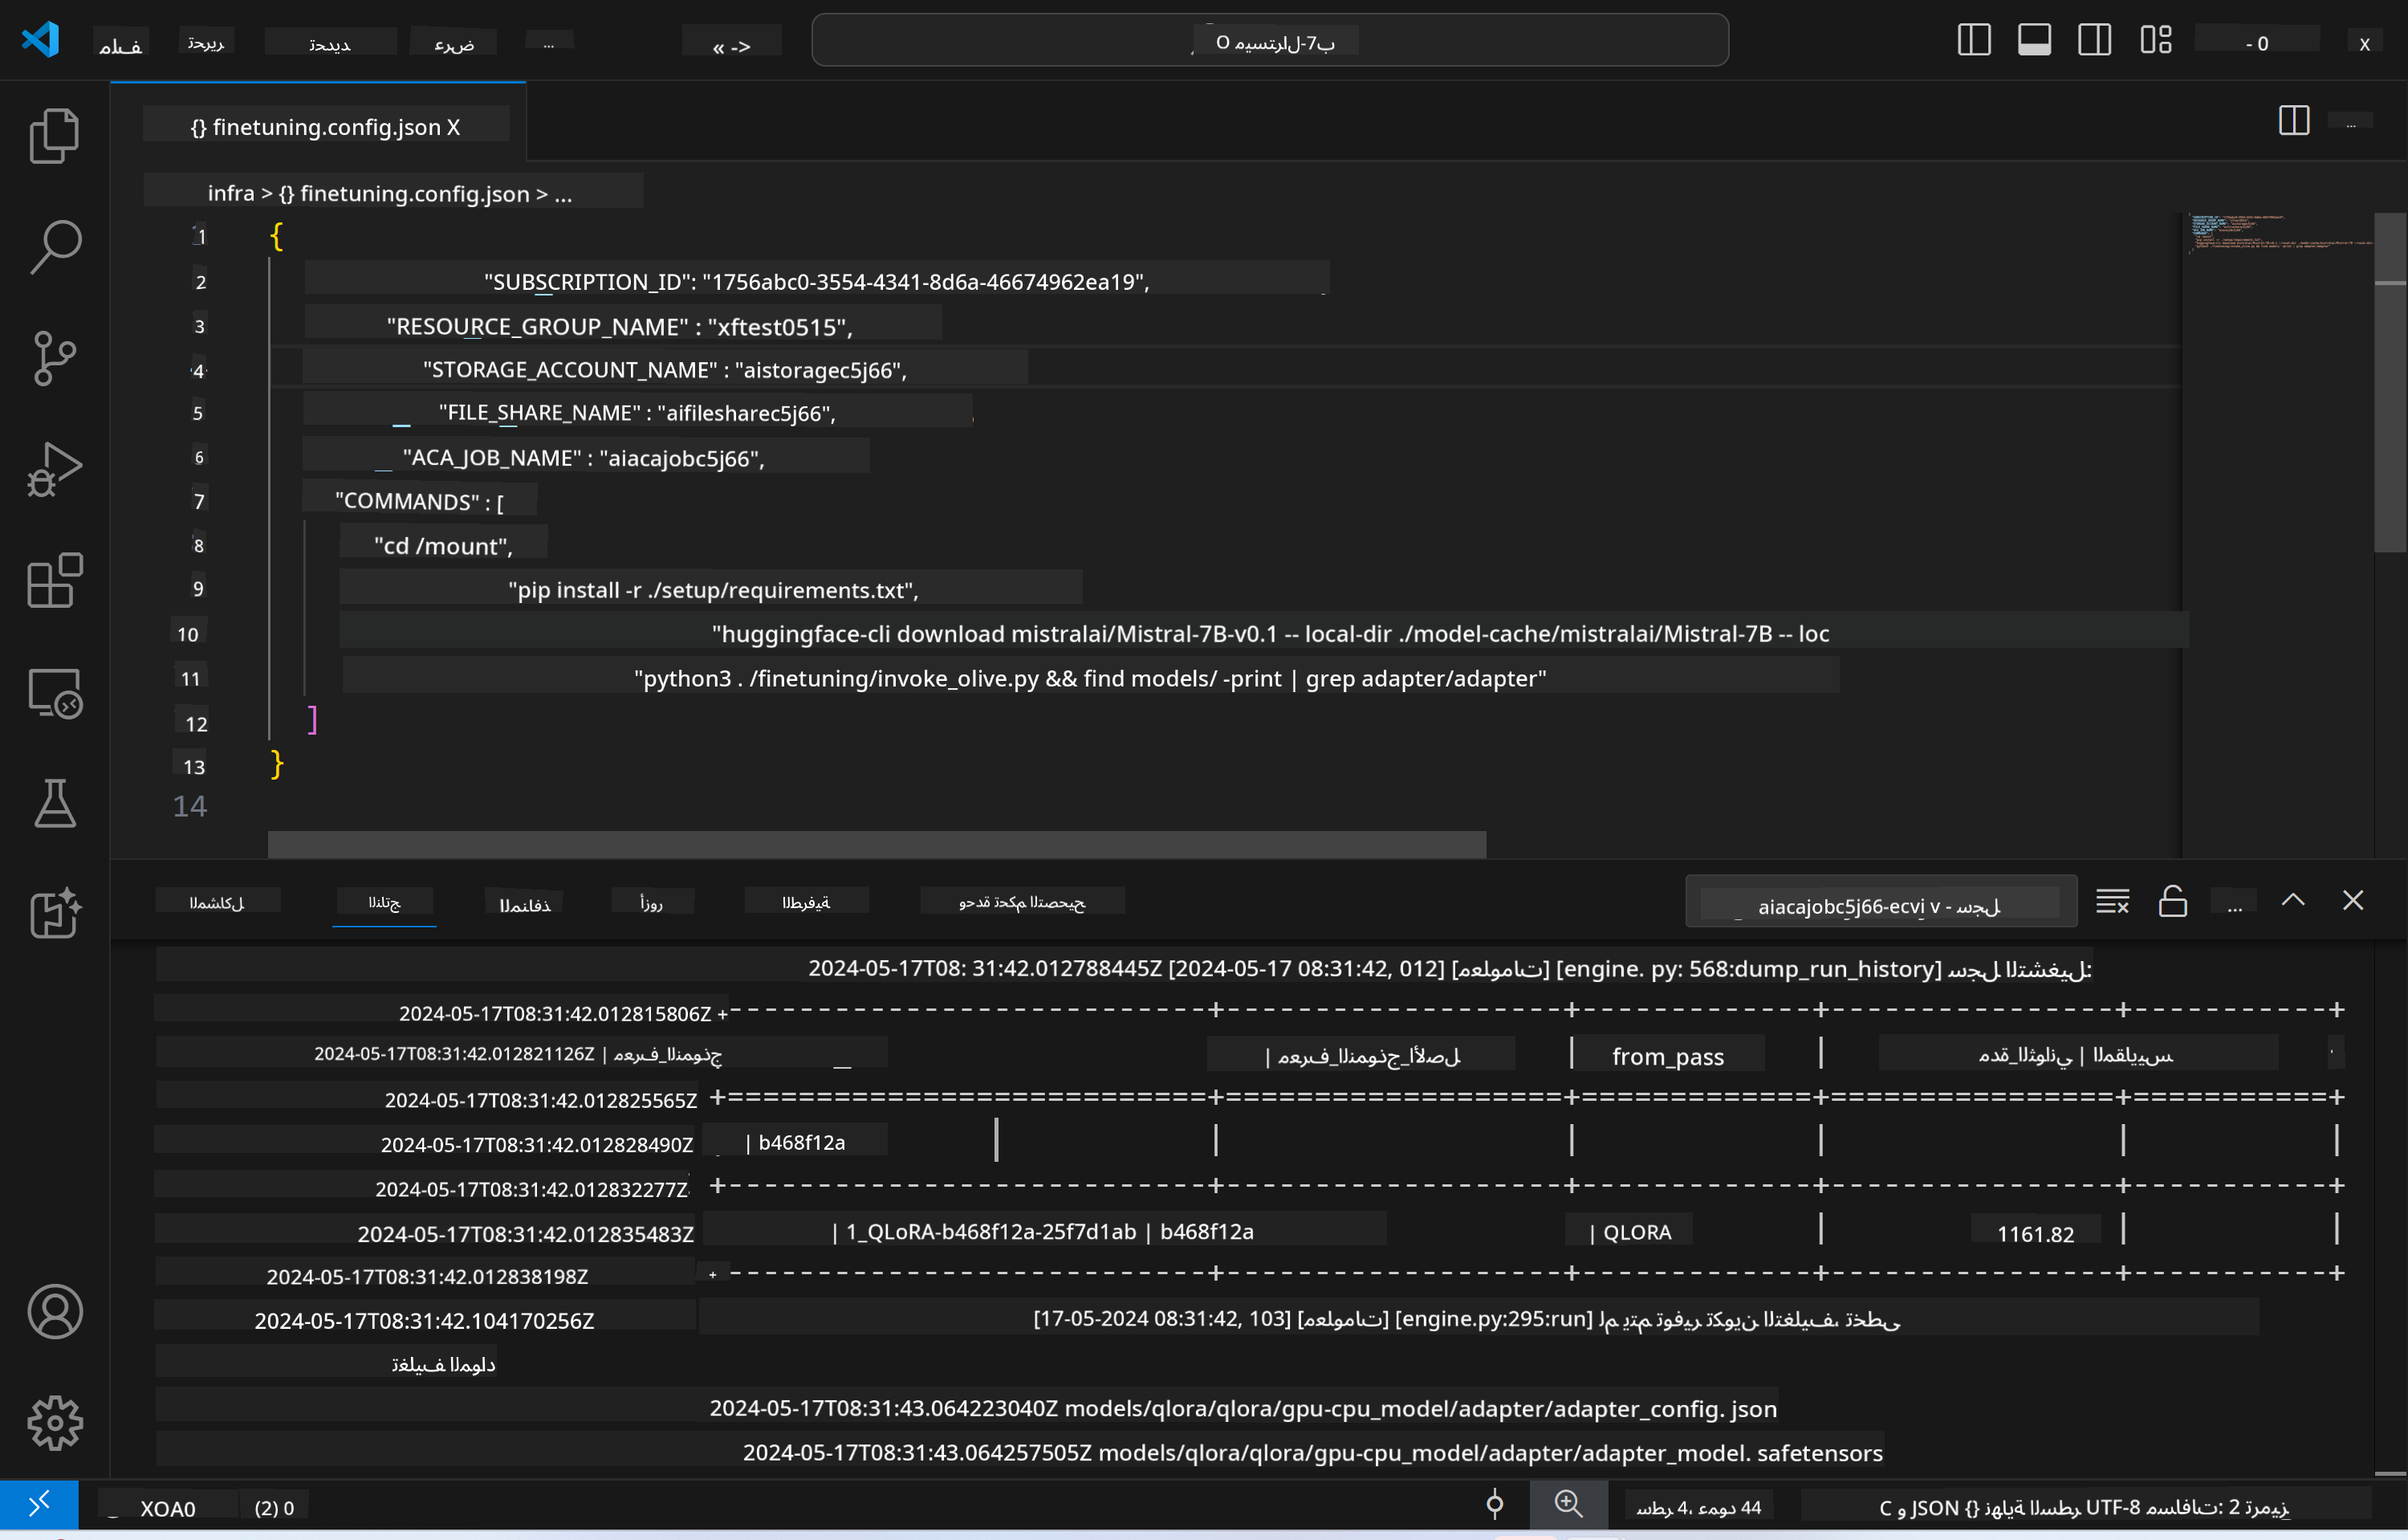 ملف تحرير تحديد عرض ... « -> O ميسترال-7ب - 0 x
{} finetuning.config.json X ...
infra > {} finetuning.config.json > ...
1 {
2 "SUBSCRIPTION_ID": "1756abc0-3554-4341-8d6a-46674962ea19",
3 "RESOURCE_GROUP_NAME" : "xftest0515",
4 "STORAGE_ACCOUNT_NAME" : "aistoragec5j66",
5 "FILE_SHARE_NAME" : "aifilesharec5j66",
6 "ACA_JOB_NAME" : "aiacajobc5j66",
7 "COMMANDS" : [
8 "cd /mount",
9 "pip install -r ./setup/requirements.txt",
10 "huggingface-cli download mistralai/Mistral-7B-v0.1 -- local-dir ./model-cache/mistralai/Mistral-7B -- loc
11 "python3 . /finetuning/invoke_olive.py && find models/ -print | grep adapter/adapter"
12 ]
13 }
14
المشاكل الناتج المنافذ أزور الطرفية وحدة تحكم التصحيح aiacajobc5j66-ecvj v - سجل ...
2024-05-17T08: 31:42.012788445Z [2024-05-17 08:31:42, 012] [معلومات] [engine. py: 568:dump_run_history] سجل التشغيل:
2024-05-17T08:31:42.012815806Z +---------------------------+--------------------+--------------+-----------------+------------+
2024-05-17T08:31:42.012821126Z | معرف_النموذج | معرف_النموذج_الأصل | from_pass | مدة_الثواني | المقاييس
2024-05-17T08:31:42.012825565Z +===========================+====================+==============+=================+============+
2024-05-17T08:31:42.012828490Z | b468f12a | | | | |
2024-05-17T08:31:42.012832277Z +---------------------------+--------------------+--------------+-----------------+------------+
2024-05-17T08:31:42.012835483Z | 1_QLoRA-b468f12a-25f7d1ab | b468f12a | QLORA | 1161.82 | |
2024-05-17T08:31:42.012838198Z +---------------------------+--------------------+--------------+-----------------+------------+
2024-05-17T08:31:42.104170256Z [17-05-2024 08:31:42, 103] [معلومات] [engine.py:295:run] لم يتم توفير تكوين التغليف، تخطي
تغليف المولد
2024-05-17T08:31:43.064223040Z models/qlora/qlora/gpu-cpu_model/adapter/adapter_config. json
2024-05-17T08:31:43.064257505Z models/qlora/qlora/gpu-cpu_model/adapter/adapter_model. safetensors
XOA0 (2) 0 سطر 4، عمود 44 C و JSON {} نهاية السطر UTF-8 مسافات: 2 ترميز